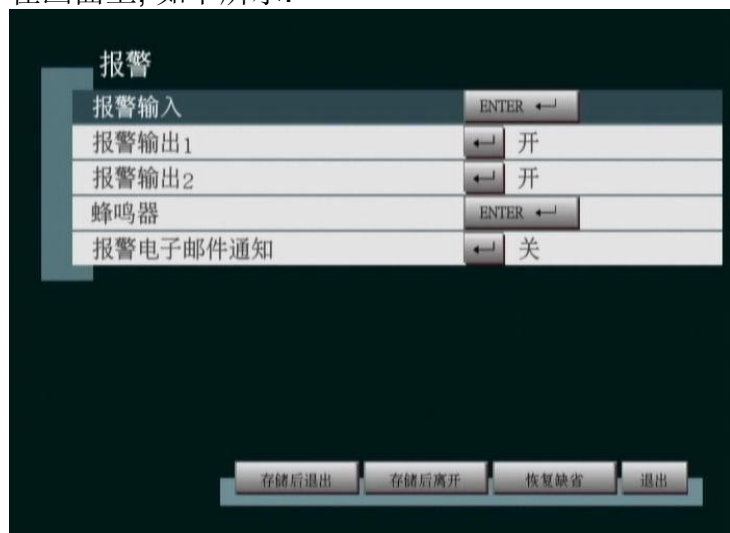 报警
报警输入 ENTER
报警输出1 开
报警输出2 开
蜂鸣器 ENTER
报警电子邮件通知 关
存储后退出 存储后离开 恢复缺省 退出